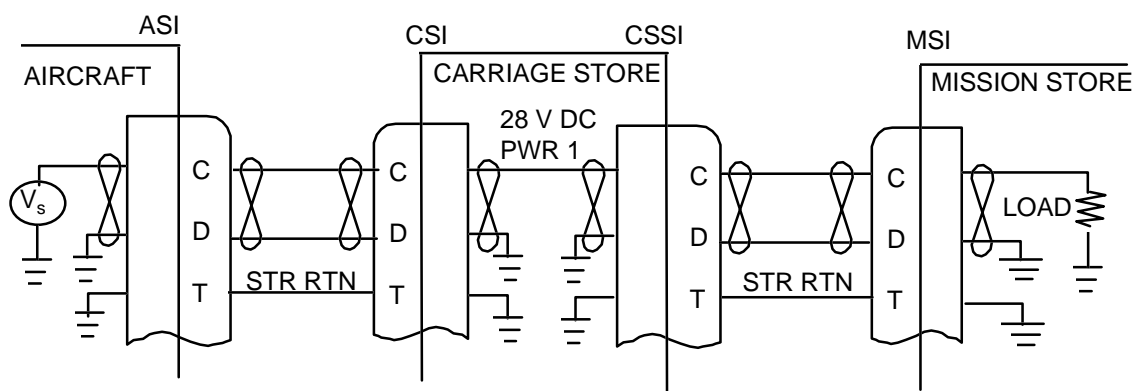 ASI
CSI
CSSI
MSI
AIRCRAFT
CARRIAGE STORE
MISSION STORE
28 V DC
PWR 1
C
C
C
C
Vs
LOAD
D
D
D
D
STR RTN
STR RTN
T
T
T
T